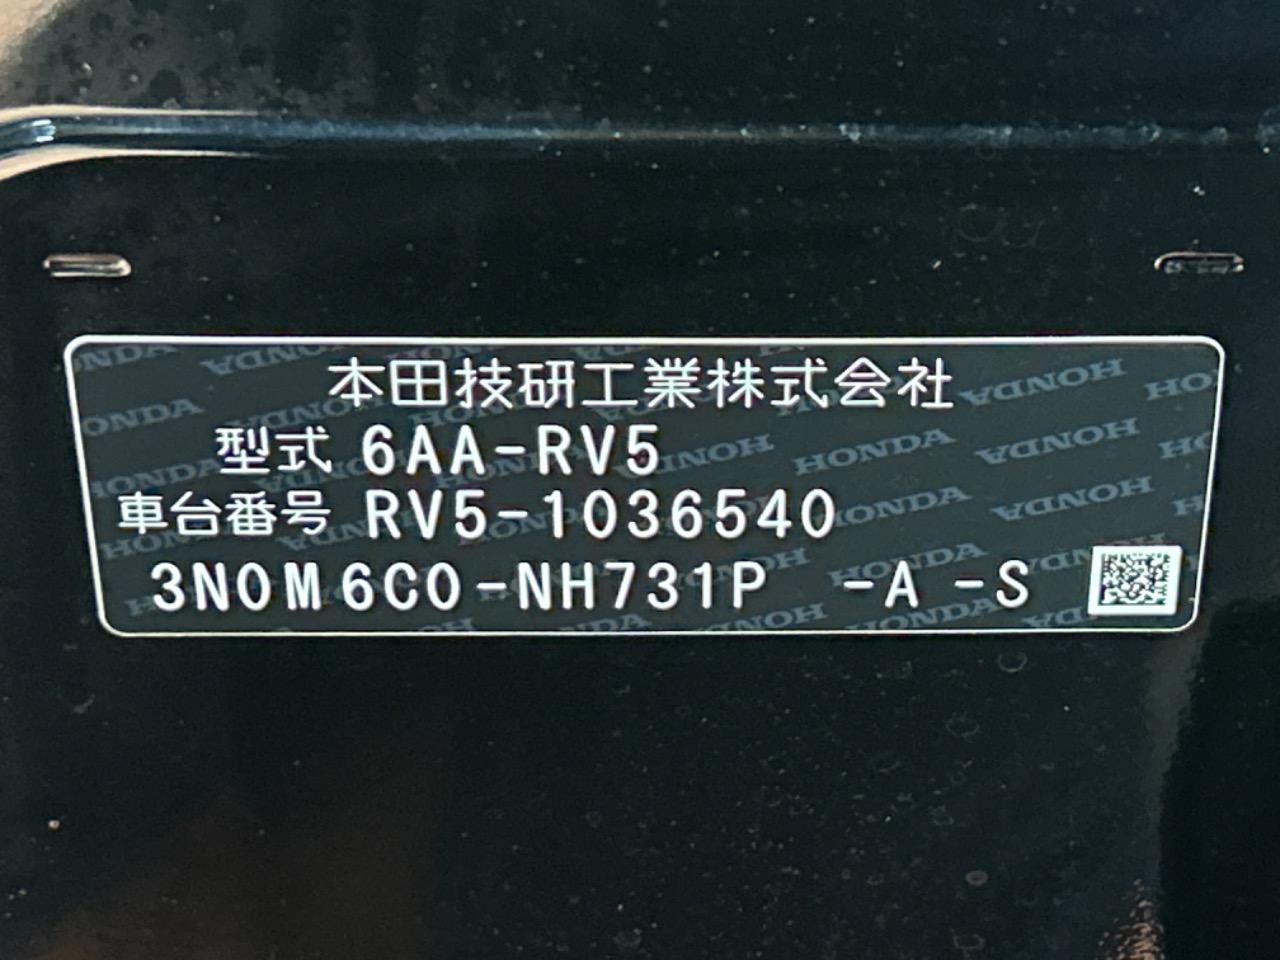 本田技研工業株式会社
型式 6AA-RV5
車台番号 RV5-1036540
3N0M6C0-NH731P -A -S